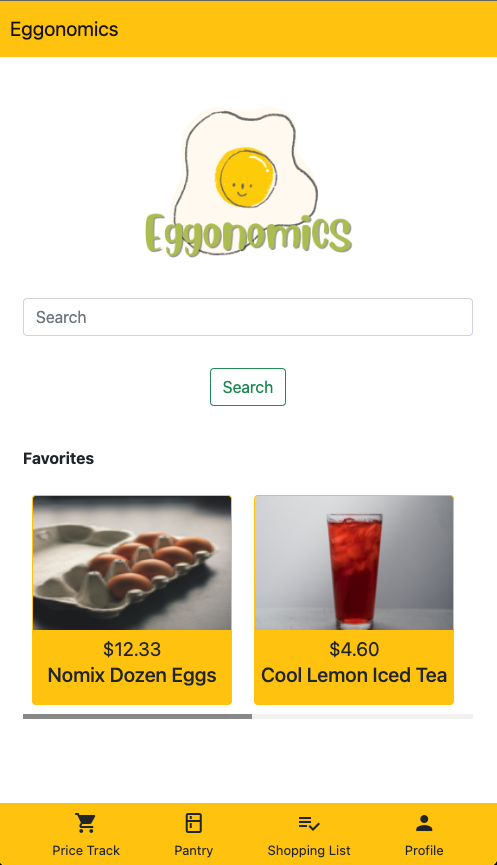 Eggonomics
Eggonomics
Search
Search
Favorites
$12.33
Nomix Dozen Eggs
$4.60
Cool Lemon Iced Tea
Price Track
Pantry
Shopping List
Profile